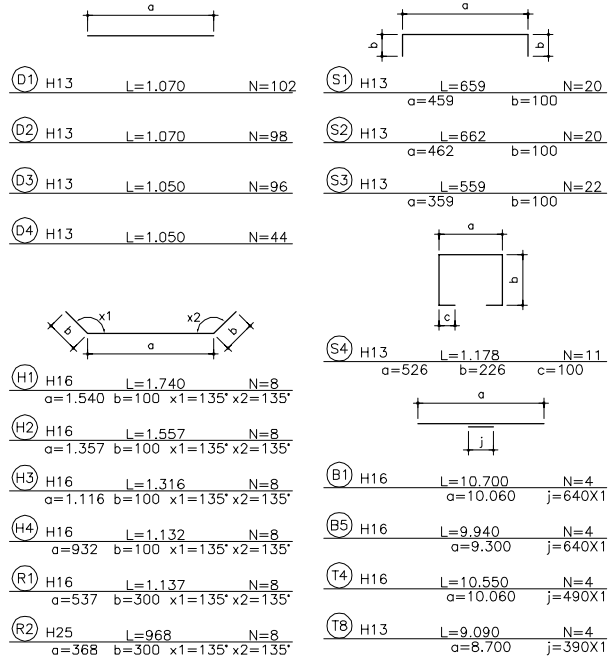 a
D1 H13 L=1.070 N=102
D2 H13 L=1.070 N=98
D3 H13 L=1.050 N=96
D4 H13 L=1.050 N=44
b x1 x2 b
a
H1 H16 L=1.740 N=8
a=1.540 b=100 x1=135° x2=135°
H2 H16 L=1.557 N=8
a=1.357 b=100 x1=135° x2=135°
H3 H16 L=1.316 N=8
a=1.116 b=100 x1=135° x2=135°
H4 H16 L=1.132 N=8
a=932 b=100 x1=135° x2=135°
R1 H16 L=1.137 N=8
a=537 b=300 x1=135° x2=135°
R2 H25 L=968 N=8
a=368 b=300 x1=135° x2=135°
a
b b
S1 H13 L=659 N=20
a=459 b=100
S2 H13 L=662 N=20
a=462 b=100
S3 H13 L=559 N=22
a=359 b=100
a
b
c
S4 H13 L=1.178 N=11
a=526 b=226 c=100
a
j
B1 H16 L=10.700 N=4
a=10.060 j=640X1
B5 H16 L=9.940 N=4
a=9.300 j=640X1
T4 H16 L=10.550 N=4
a=10.060 j=490X1
T8 H13 L=9.090 N=4
a=8.700 j=390X1